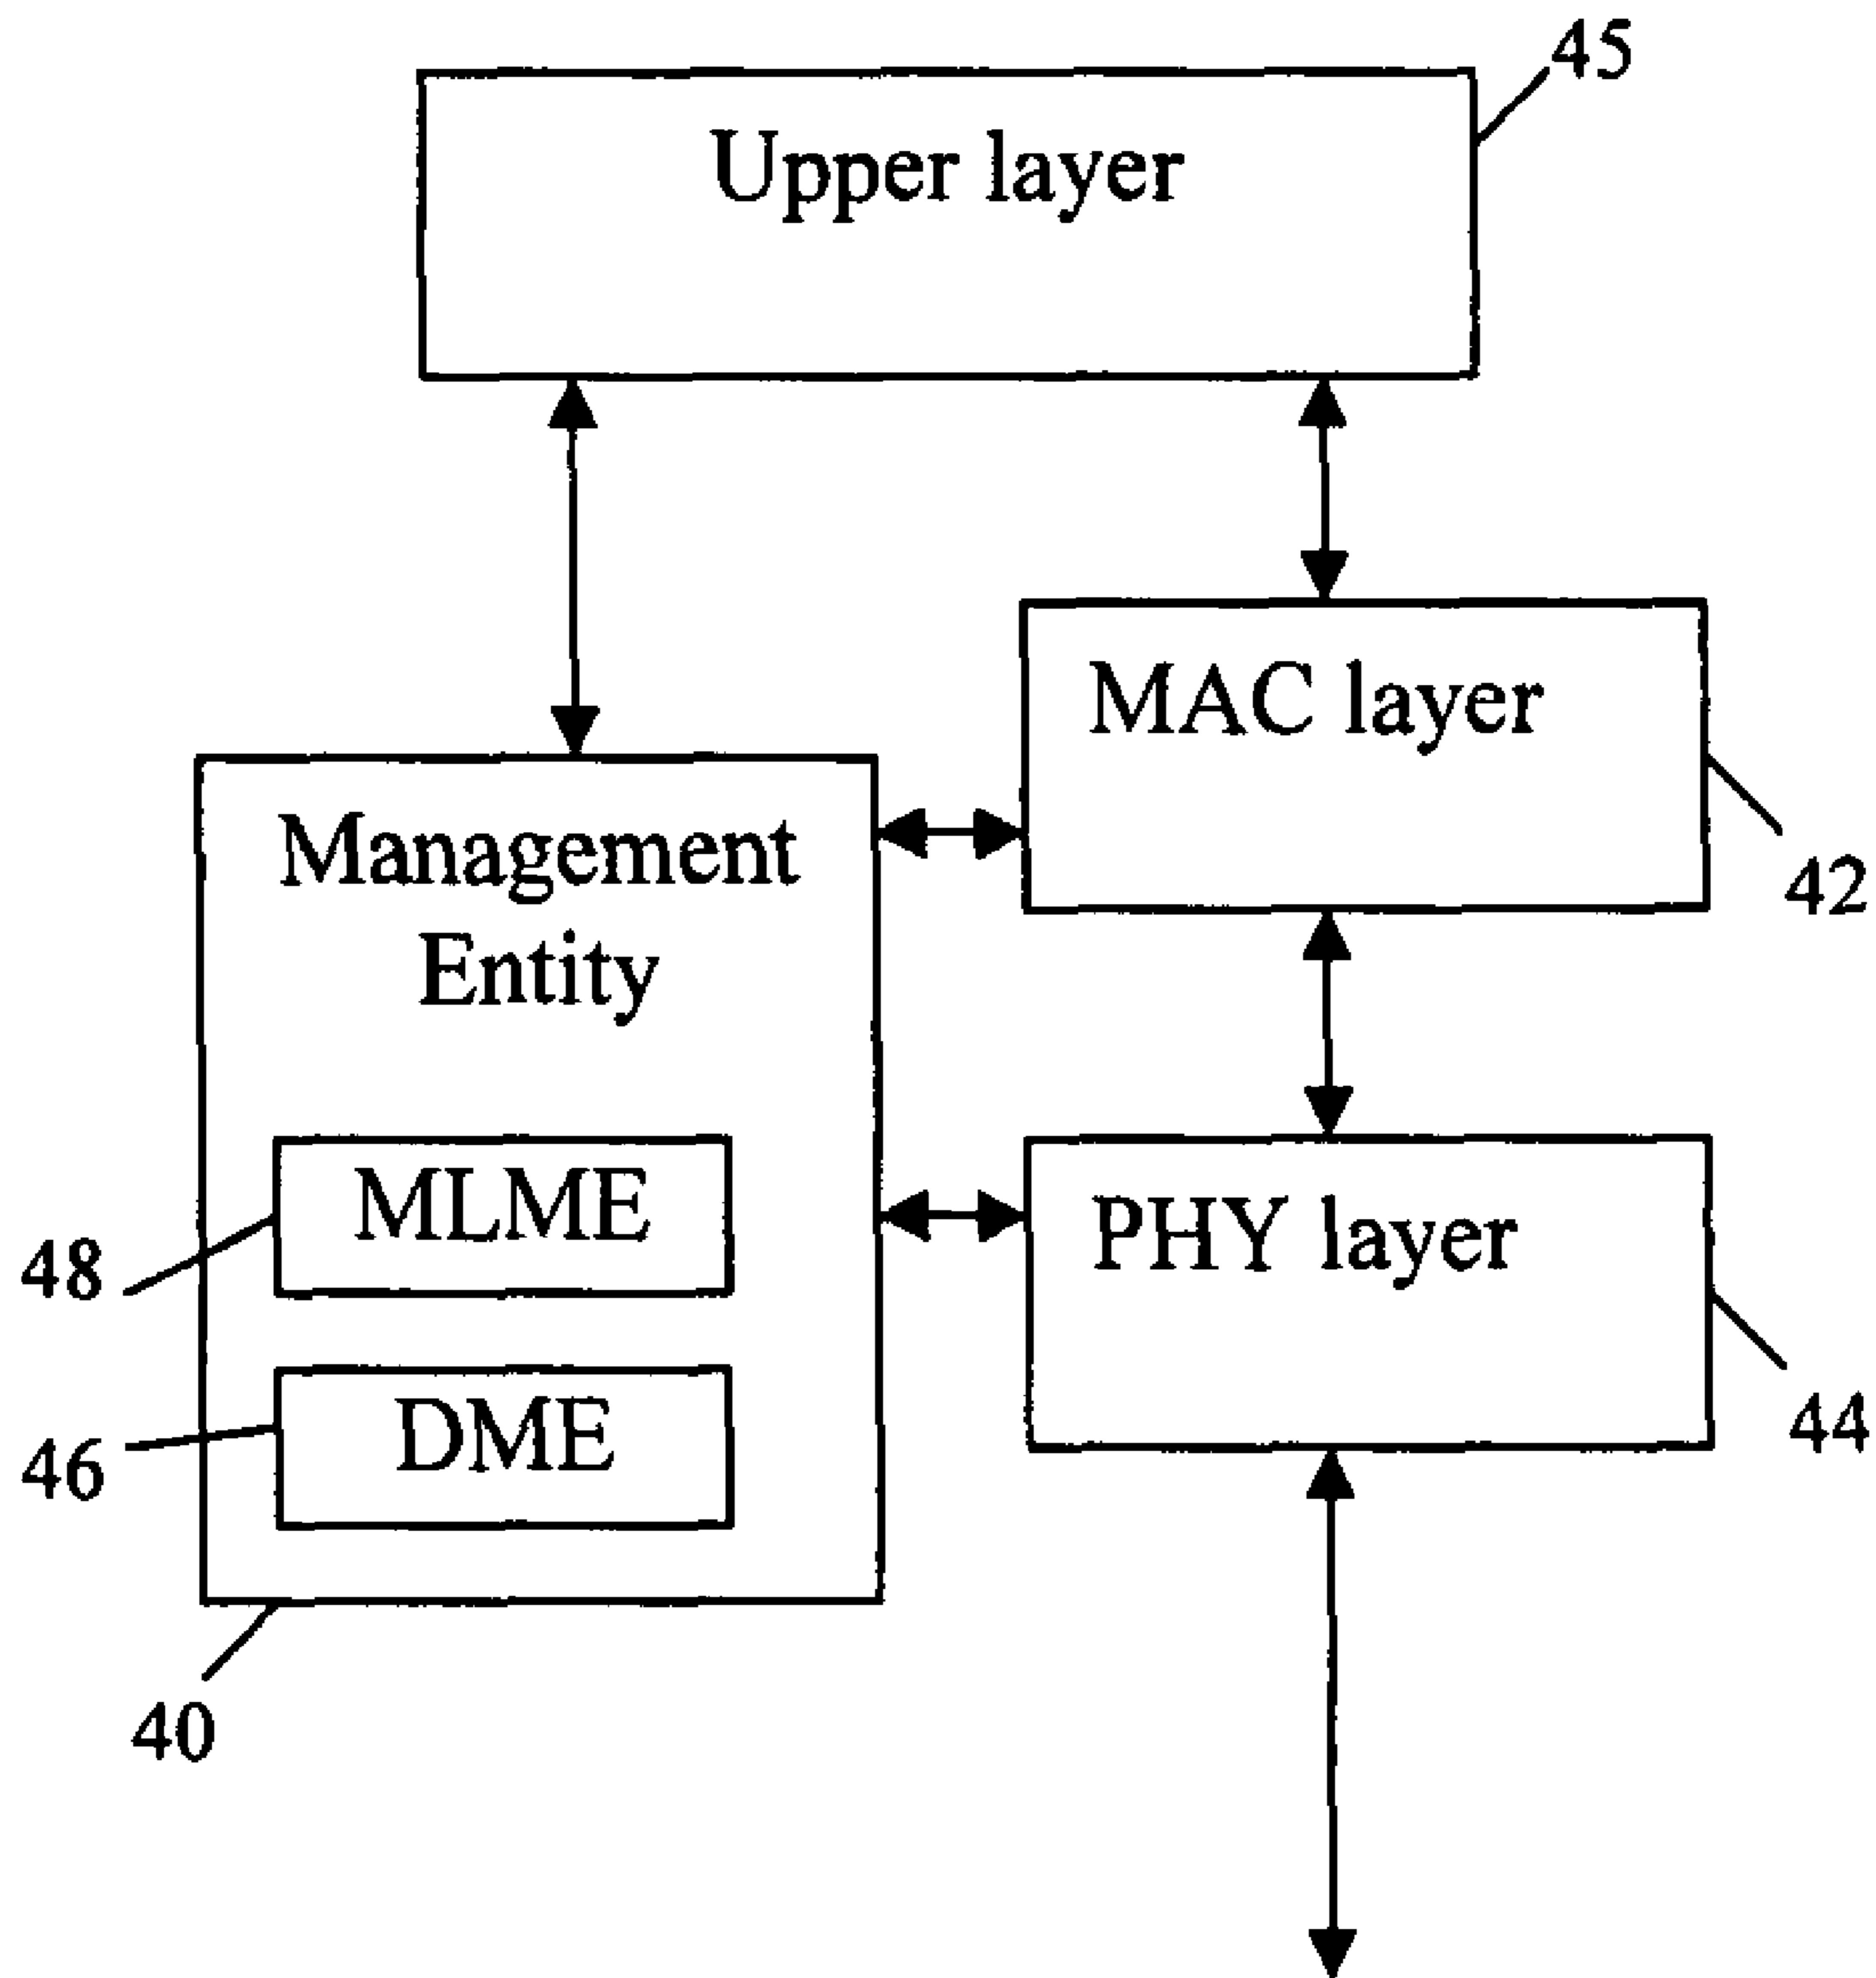 45
Upper layer
MAC layer
42
Management
Entity
MLME
48
PHY layer
DME
46
44
40